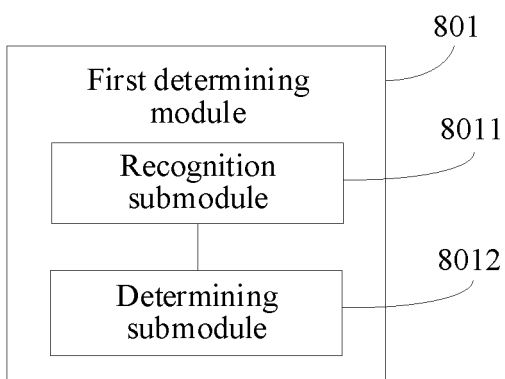 801
First determining
module
8011
Recognition
submodule
8012
Determining
submodule